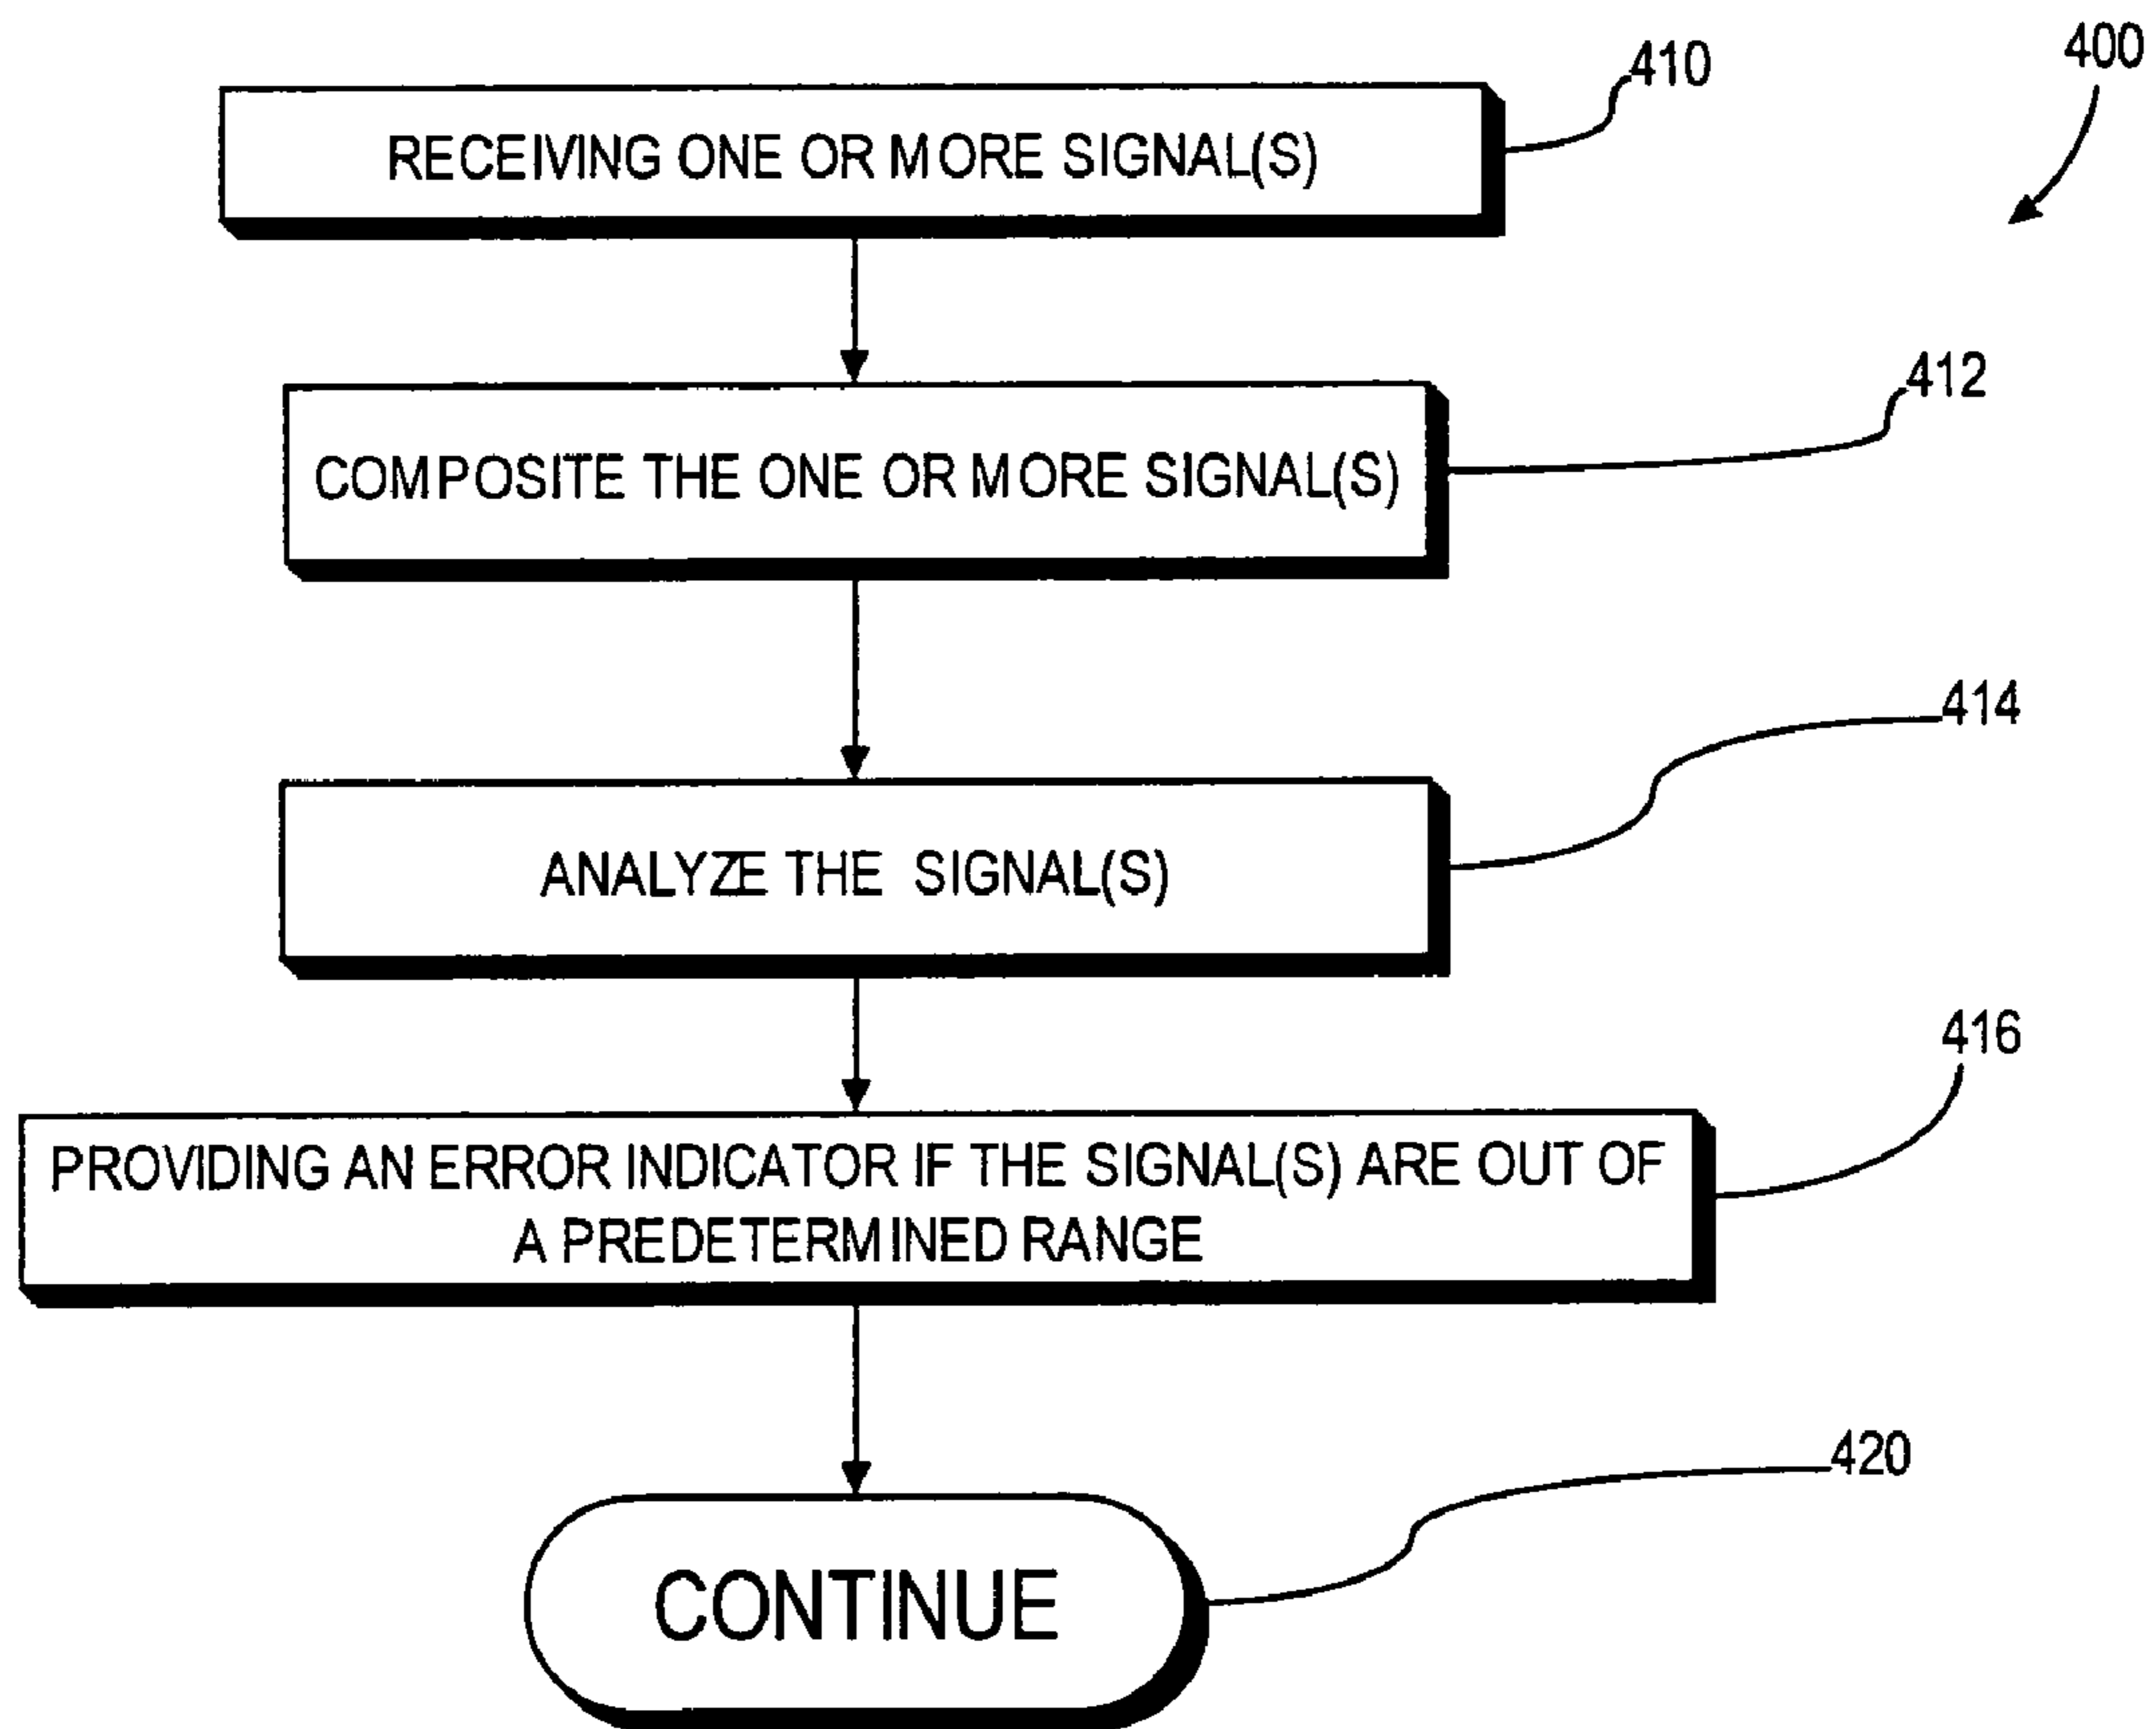 400
410
RECEIVING ONE OR MORE SIGNAL(S)
412
COMPOSITE THE ONE OR MORE SIGNAL(S)
414
ANALYZE THE SIGNAL(S)
416
PROVIDING AN ERROR INDICATOR IF THE SIGNAL(S) ARE OUT OF
A PREDETERMINED RANGE
420
CONTINUE